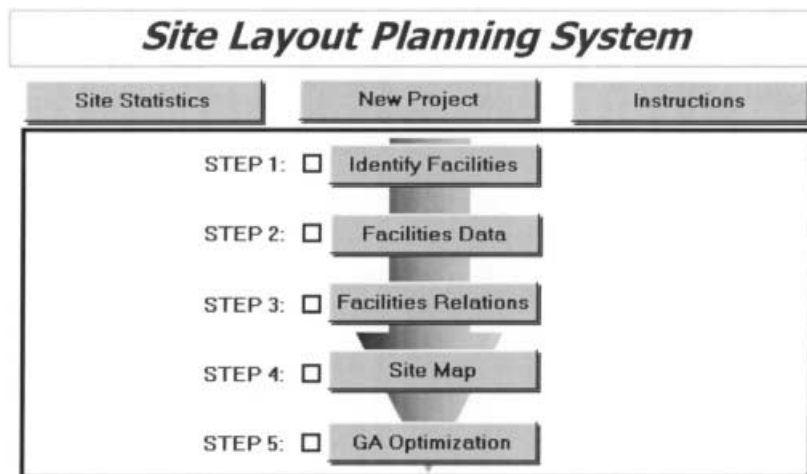 Site Layout Planning System
Site Statistics New Project Instructions
STEP 1: Identify Facilities
STEP 2: Facilities Data
STEP 3: Facilities Relations
STEP 4: Site Map
STEP 5: GA Optimization